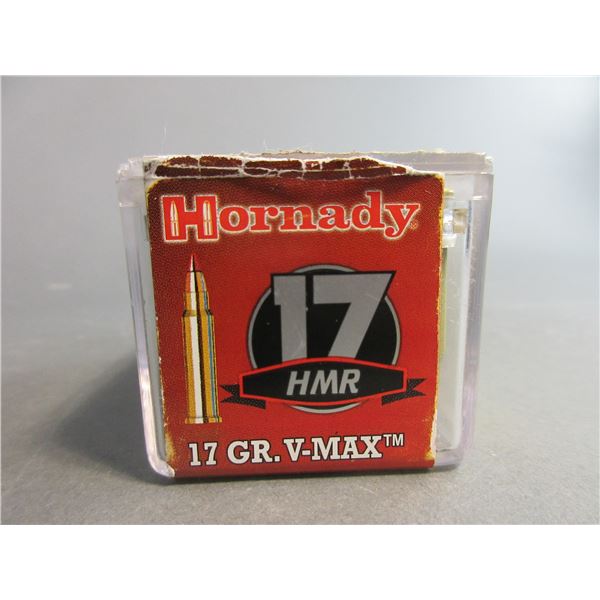 Hornady®
17
HMR
17 GR. V-MAX™